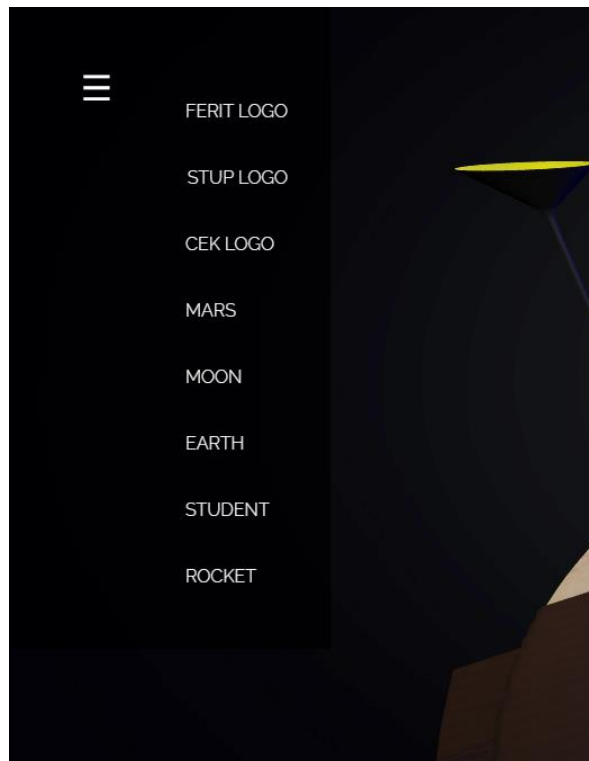 FERIT LOGO
STUP LOGO
CEK LOGO
MARS
MOON
EARTH
STUDENT
ROCKET